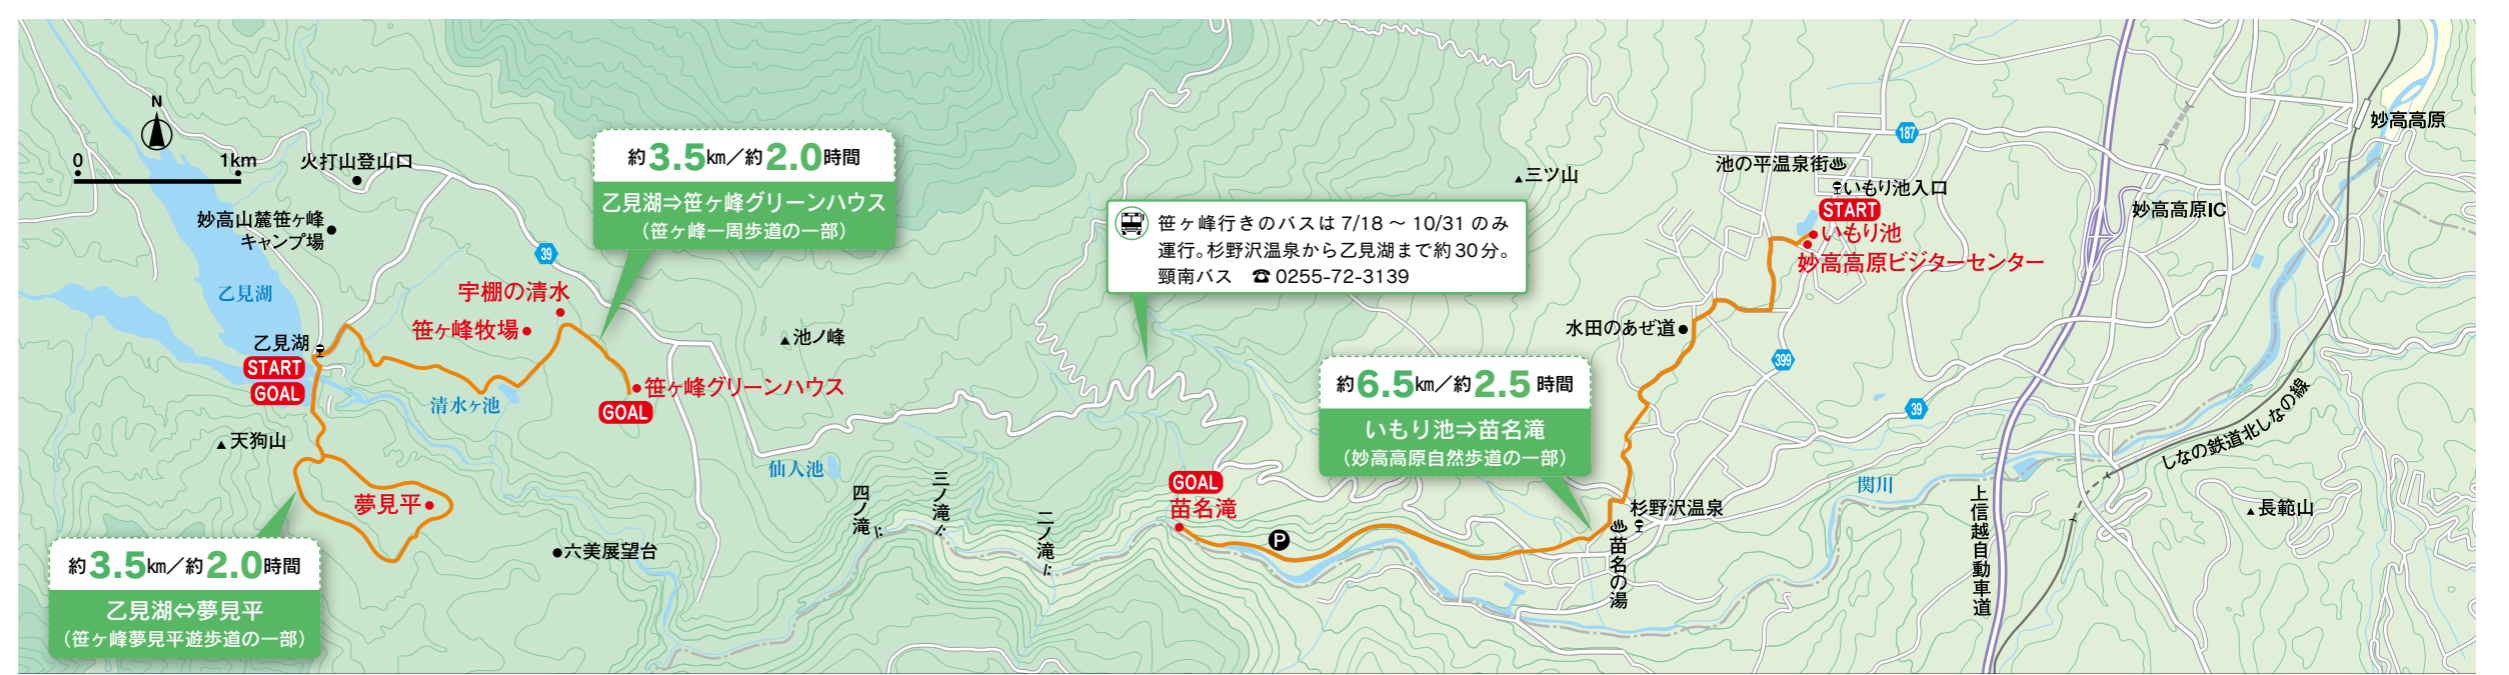 N
0 1km
火打山登山口
妙高山麓笹ヶ峰
キャンプ場
乙見湖
乙見湖
START
GOAL
天狗山
夢見平
約3.5km／約2.0時間
乙見湖⇔夢見平
（笹ヶ峰夢見平遊歩道の一部）
約3.5km／約2.0時間
乙見湖⇒笹ヶ峰グリーンハウス
（笹ヶ峰一周歩道の一部）
39
宇棚の清水
笹ヶ峰牧場
清水ヶ池
笹ヶ峰グリーンハウス
GOAL
池ノ峰
仙人池
六美展望台
四ノ滝
三ノ滝
二ノ滝
笹ヶ峰行きのバスは 7/18 〜 10/31 のみ
運行。杉野沢温泉から乙見湖まで約30分。
頸南バス ☎ 0255-72-3139
GOAL
苗名滝
P
約6.5km／約2.5時間
いもり池⇒苗名滝
（妙高高原自然歩道の一部）
三ツ山
池の平温泉街♨
いもり池入口
START
いもり池
妙高高原ビジターセンター
水田のあぜ道
187
399
39
杉野沢温泉
♨苗名の湯
関川
上信越自動車道
妙高高原IC
妙高高原
しなの鉄道北しなの線
長範山